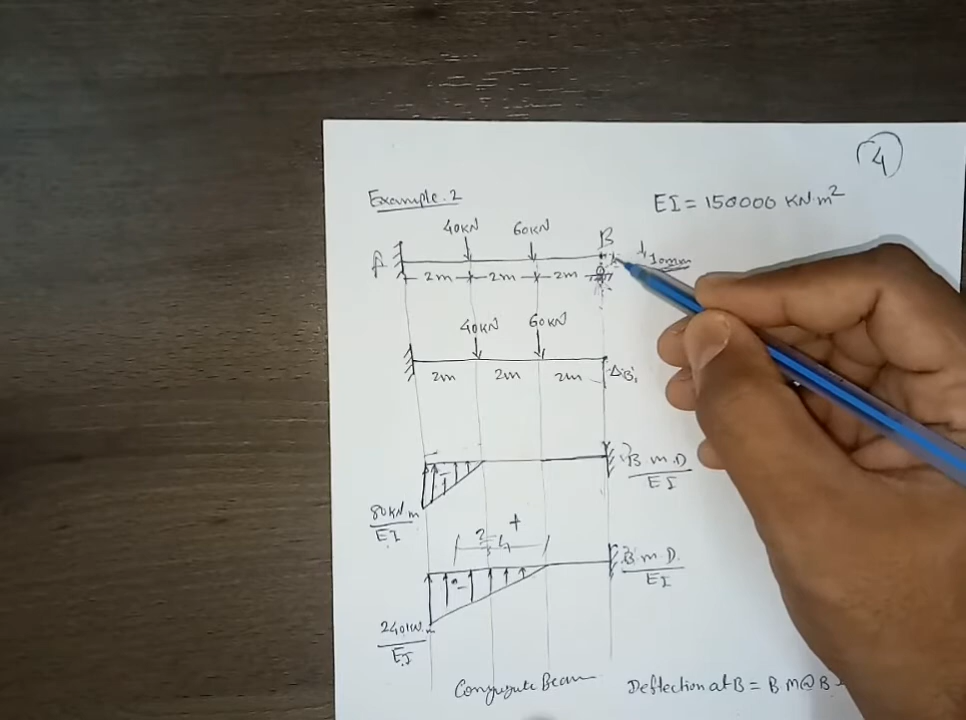 4
Example.2
EI = 150000 KN.m²
40KN 60KN B
A
10mm
2m 2m 2m
40KN 60KN
2m 2m 2m ΔB₁
B.M.D
EI
80KN m
EI
+
B.M.D.
EI
240KN.m
EI
Conjugate Beam
Deflection at B = BM@B